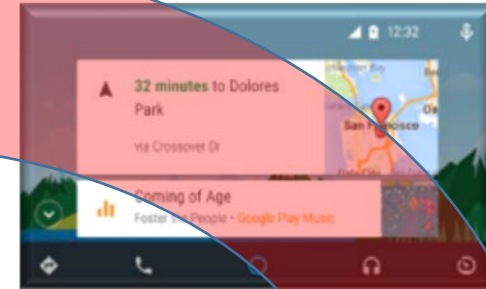 12:32
32 minutes to Dolores
Park
via Crossover Dr
San Francisco
Coming of Age
Foster the People • Google Play Music